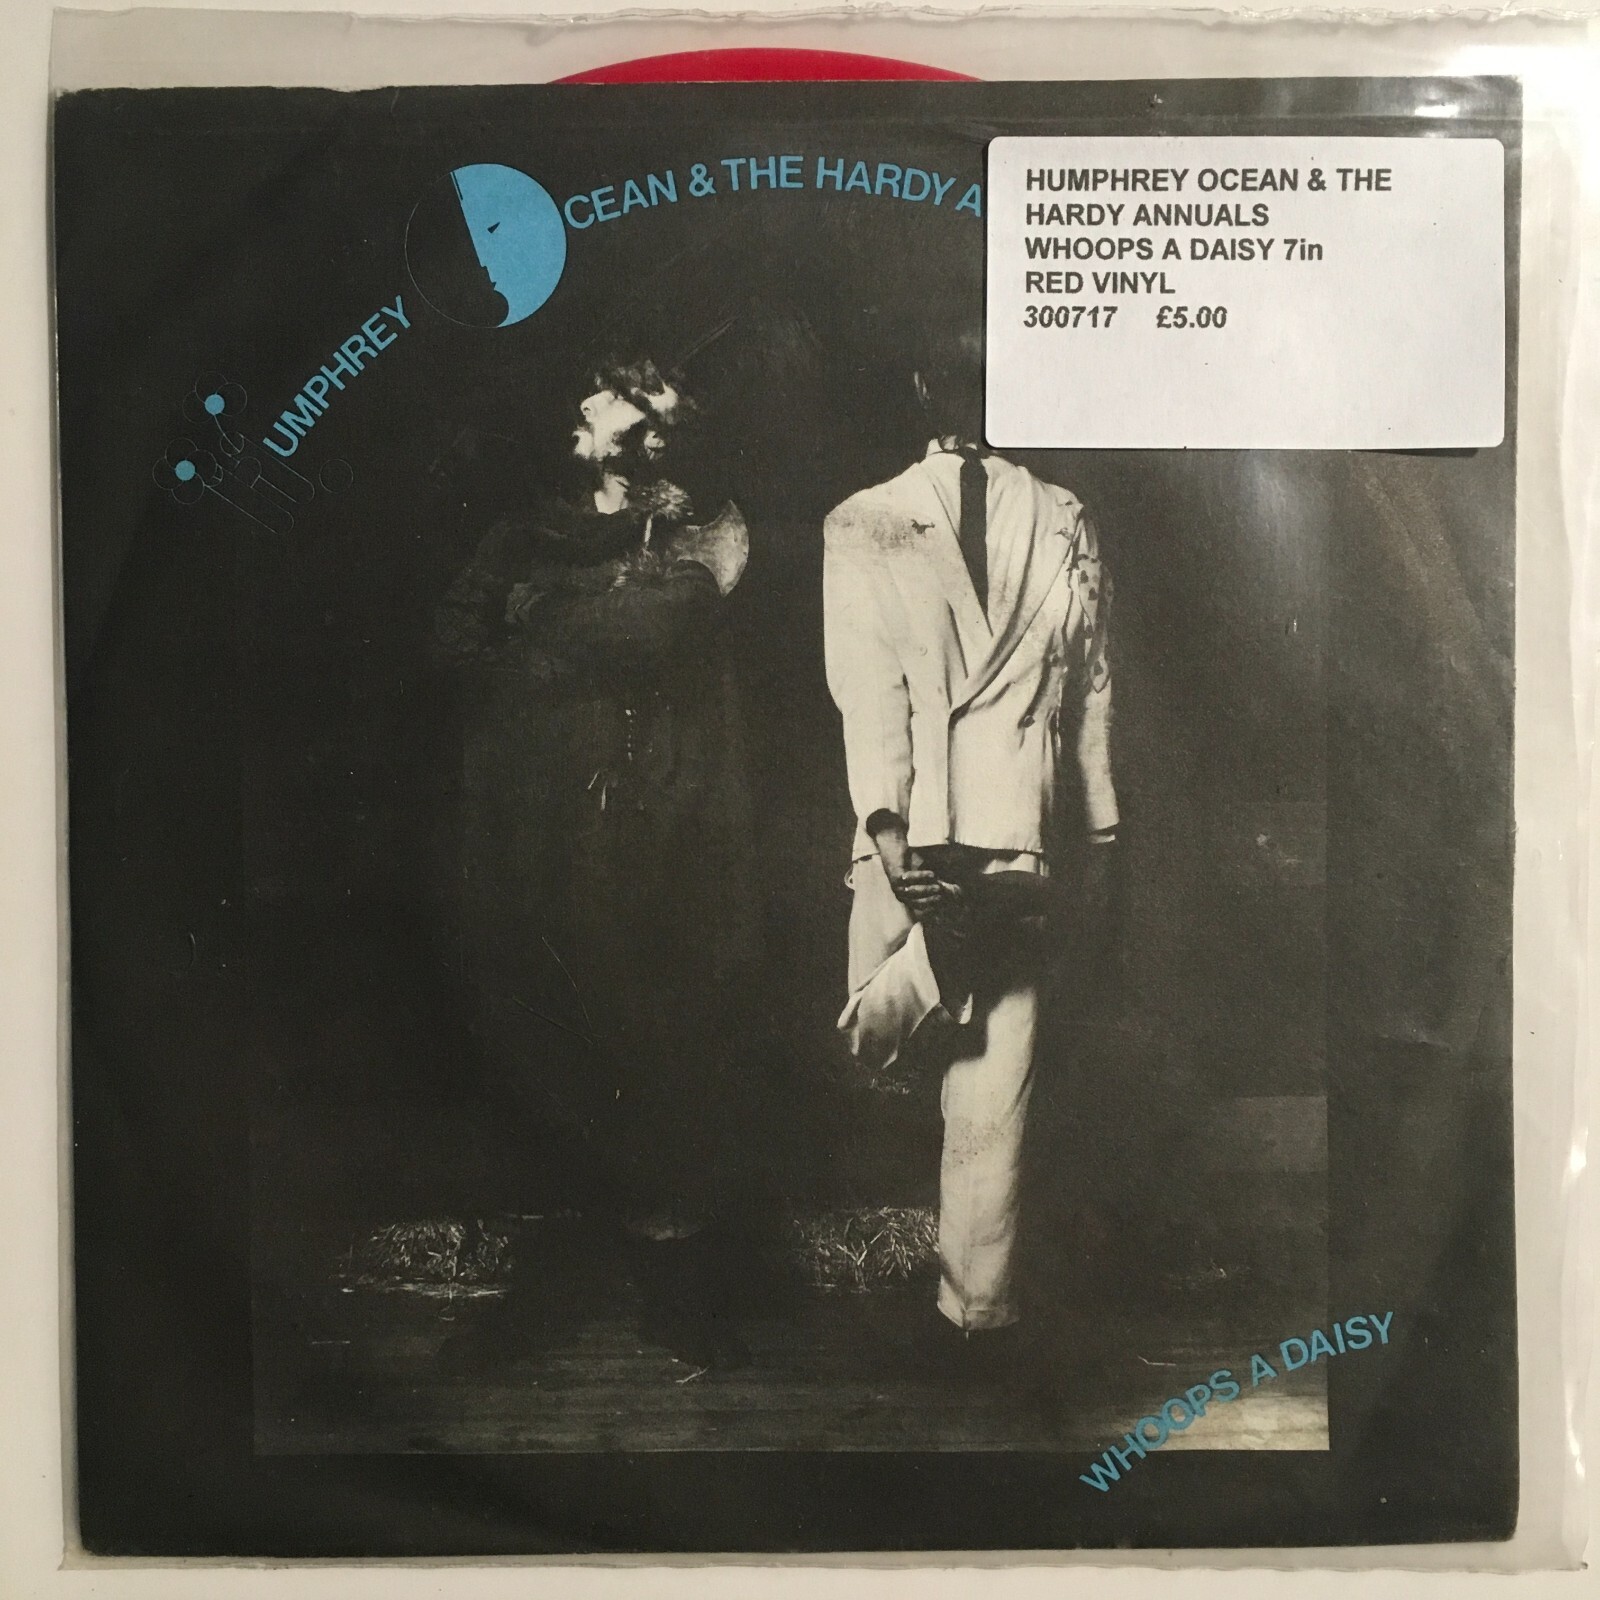 UMPHREY CEAN & THE HARDY A
HUMPHREY OCEAN & THE
HARDY ANNUALS
WHOOPS A DAISY 7in
RED VINYL
300717 £5.00
WHOOPS A DAISY